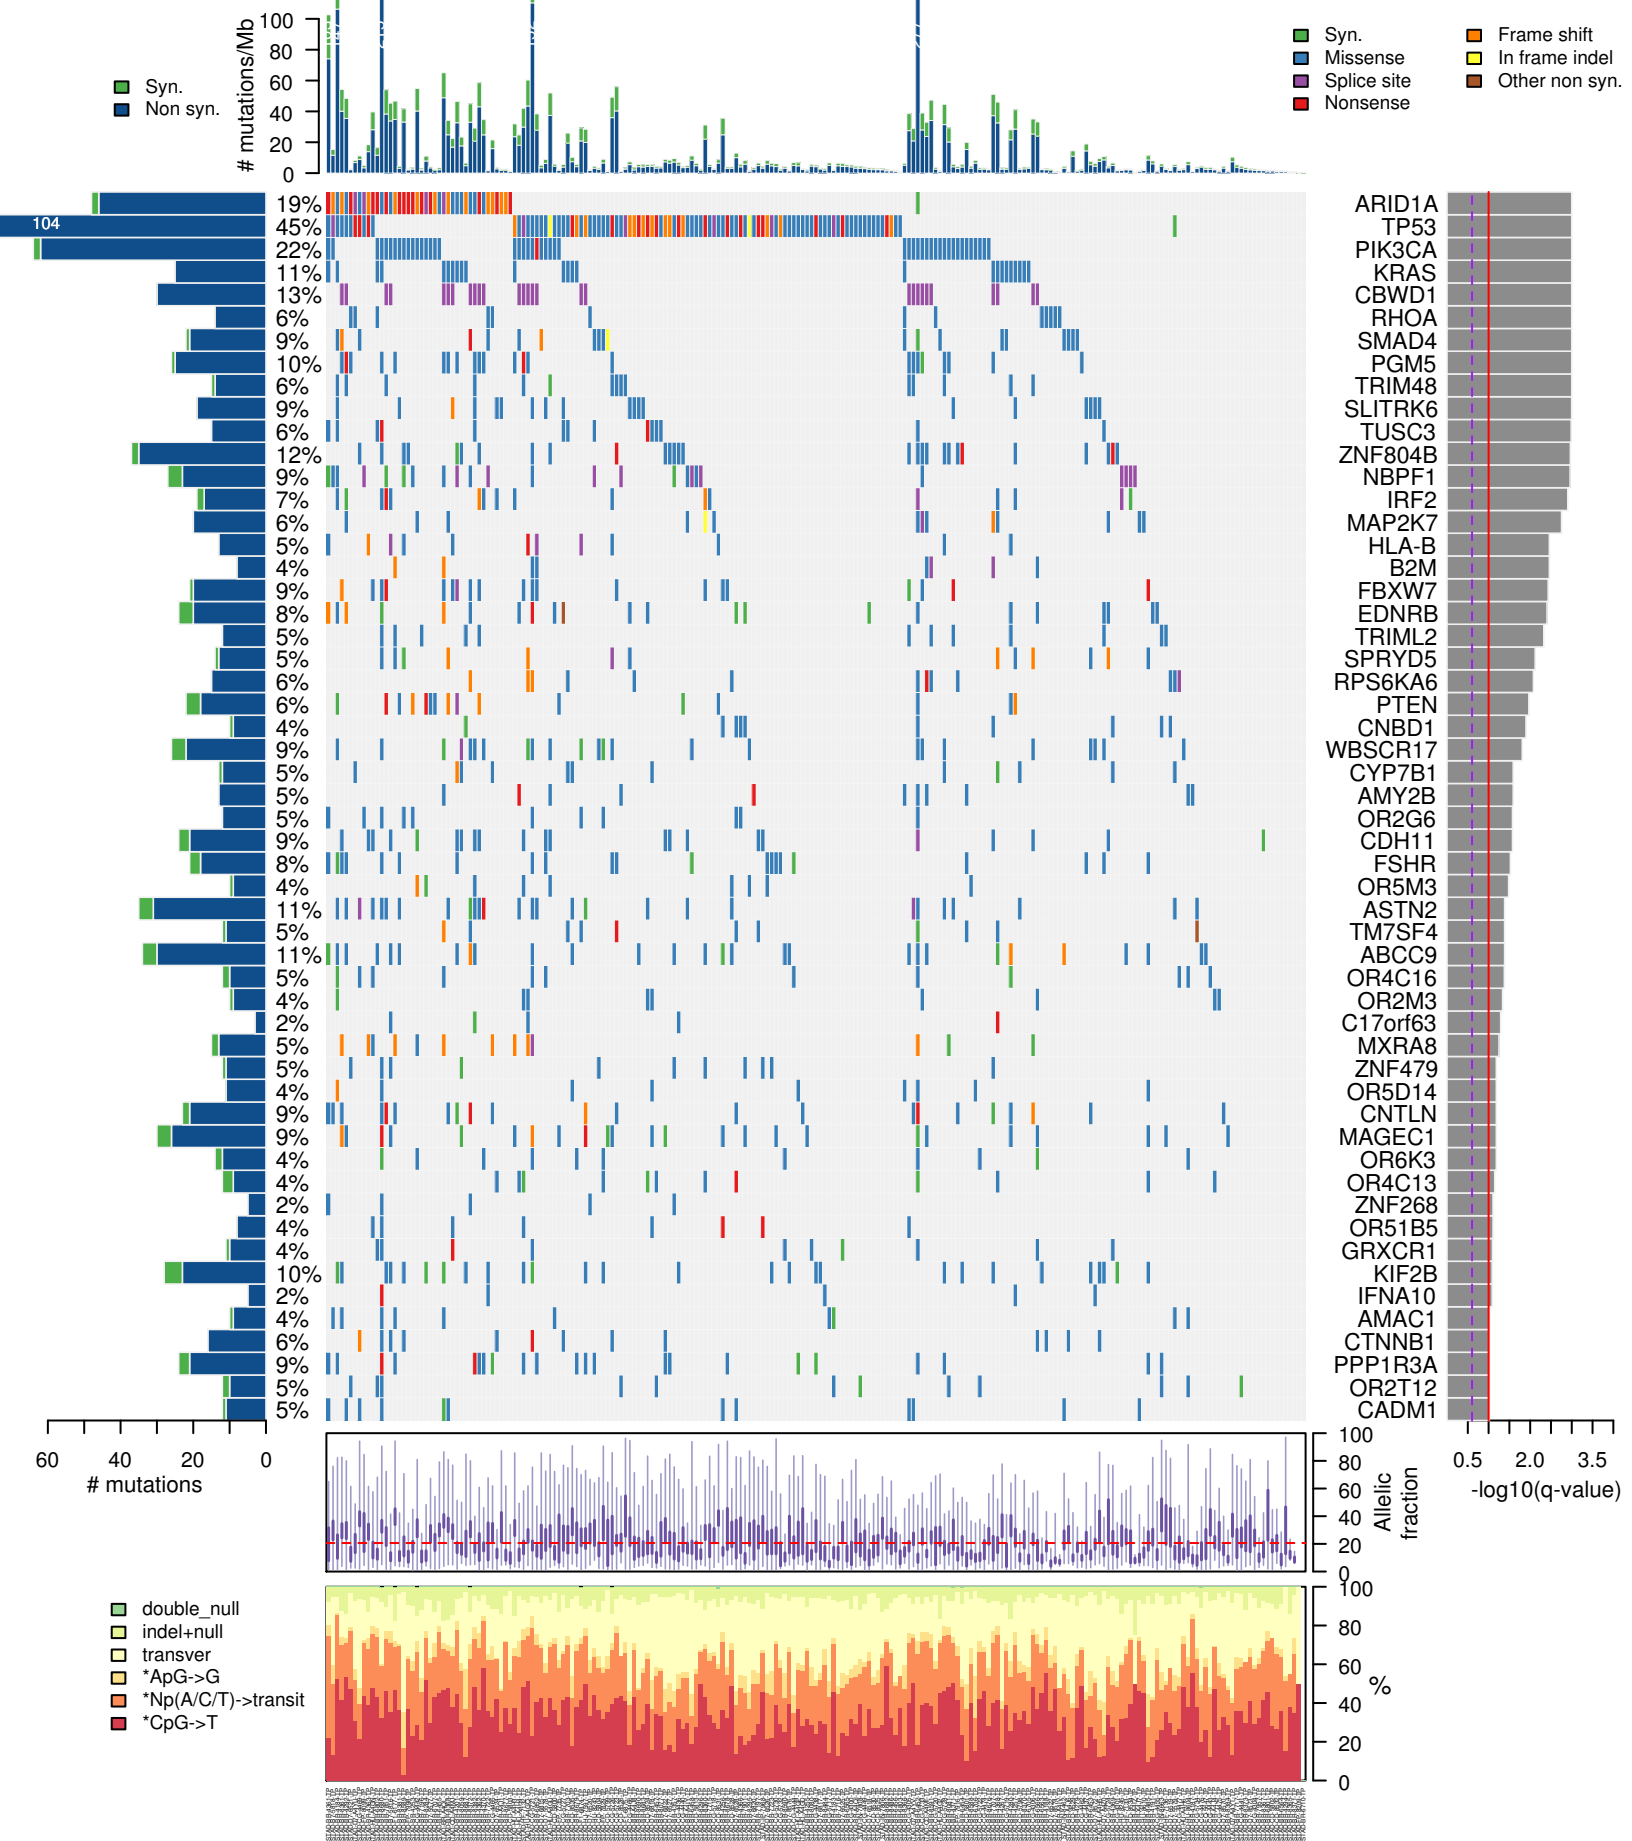 # mutations/Mb
100
80
60
40
20
0
Syn.
Non syn.
Syn.
Missense
Splice site
Nonsense
Frame shift
In frame indel
Other non syn.
19% ARID1A
104 45% TP53
22% PIK3CA
11% KRAS
13% CBWD1
6% RHOA
9% SMAD4
10% PGM5
6% TRIM48
9% SLITRK6
6% TUSC3
12% ZNF804B
9% NBPF1
7% IRF2
6% MAP2K7
5% HLA-B
4% B2M
9% FBXW7
8% EDNRB
5% TRIML2
5% SPRYD5
6% RPS6KA6
6% PTEN
4% CNBD1
9% WBSCR17
5% CYP7B1
5% AMY2B
5% OR2G6
9% CDH11
8% FSHR
4% OR5M3
11% ASTN2
5% TM7SF4
11% ABCC9
5% OR4C16
4% OR2M3
2% C17orf63
5% MXRA8
5% ZNF479
4% OR5D14
9% CNTLN
9% MAGEC1
4% OR6K3
4% OR4C13
2% ZNF268
4% OR51B5
4% GRXCR1
10% KIF2B
2% IFNA10
4% AMAC1
6% CTNNB1
9% PPP1R3A
5% OR2T12
5% CADM1
60 40 20 0
# mutations
0.5 2.0 3.5
-log10(q-value)
100
80
60
40
20
0
Allelic
fraction
double_null
indel+null
transver
*ApG->G
*Np(A/C/T)->transit
*CpG->T
100
80
60
40
20
0
%